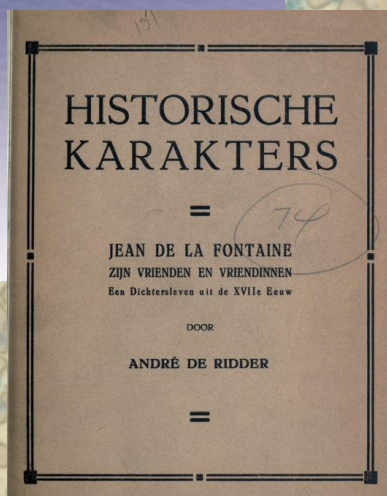 HISTORISCHE
KARAKTERS
JEAN DE LA FONTAINE
ZIJN VRIENDEN EN VRIENDINNEN
Een Dichtersleven uit de XVIIe Eeuw
DOOR
ANDRÉ DE RIDDER
74